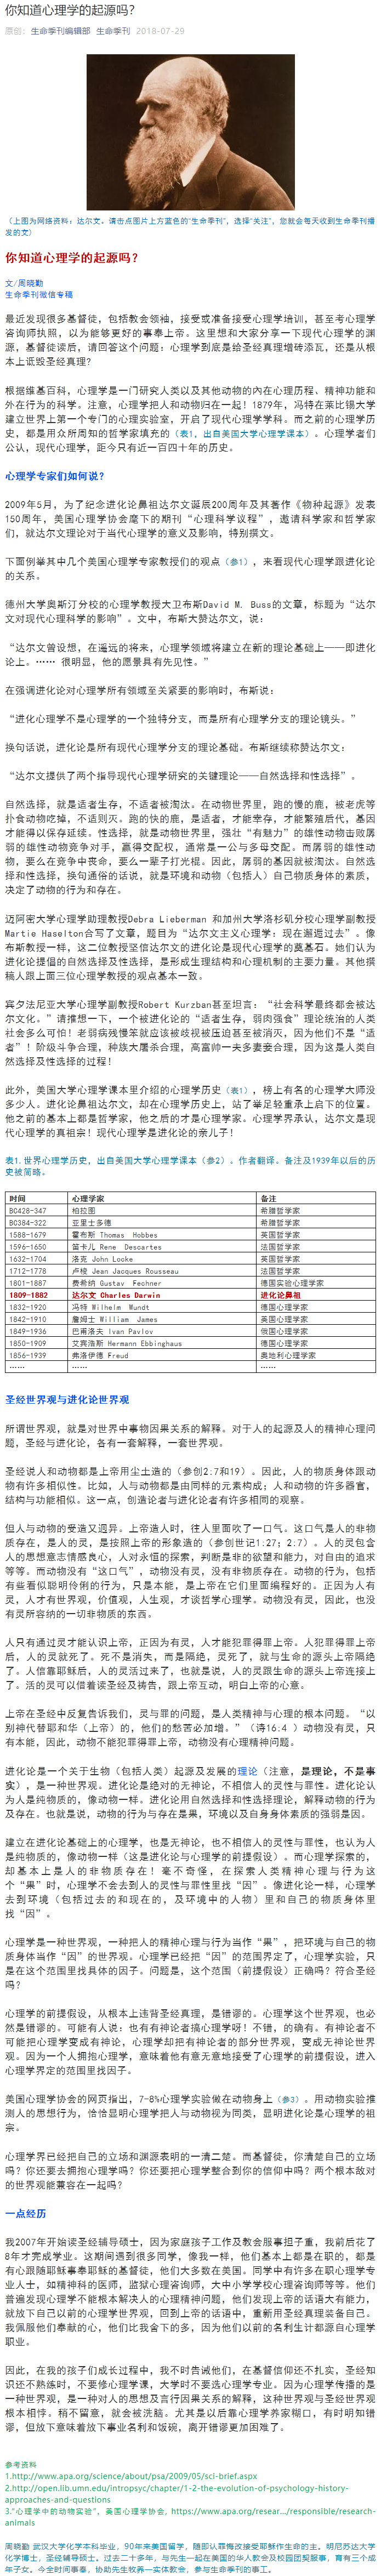 你知道心理学的起源吗？
原创： 生命季刊编辑部 生命季刊 2018-07-29
（上图为网络资料：达尔文。请击点图片上方蓝色的“生命季刊”，选择“关注”，您就会每天收到生命季刊播
发的文）
你知道心理学的起源吗？
文/周晓勤
生命季刊微信专稿
最近发现很多基督徒，包括教会领袖，接受或准备接受心理学培训，甚至考心理学
咨询师执照，以为能够更好的事奉上帝。这里想和大家分享一下现代心理学的渊
源，基督徒读后，请回答这个问题：心理学到底是给圣经真理增砖添瓦，还是从根
本上诋毁圣经真理？
根据维基百科，心理学是一门研究人类以及其他动物的內在心理历程、精神功能和
外在行为的科学。注意，心理学把人和动物归在一起！1879年，冯特在莱比锡大学
建立世界上第一个专门的心理实验室，开启了现代心理学学科。而之前的心理学历
史，都是用众所周知的哲学家填充的（表1，出自美国大学心理学课本）。心理学者们
公认，现代心理学，距今只有近一百四十年的历史。
心理学专家们如何说？
2009年5月，为了纪念进化论鼻祖达尔文诞辰200周年及其著作《物种起源》发表
150周年，美国心理学协会麾下的期刊“心理科学议程”，邀请科学家和哲学家
们，就达尔文理论对于当代心理学的意义及影响，特别撰文。
下面例举其中几个美国心理学专家教授们的观点（参1），来看现代心理学跟进化论
的关系。
德州大学奥斯汀分校的心理学教授大卫布斯David M. Buss的文章，标题为“达尔
文对现代心理科学的影响”。文中，布斯大赞达尔文，说：
“达尔文曾设想，在遥远的将来，心理学领域将建立在新的理论基础上——即进化
论上。…… 很明显，他的愿景具有先见性。”
在强调进化论对心理学所有领域至关紧要的影响时，布斯说：
“进化心理学不是心理学的一个独特分支，而是所有心理学分支的理论镜头。”
换句话说，进化论是所有现代心理学分支的理论基础。布斯继续称赞达尔文：
“达尔文提供了两个指导现代心理学研究的关键理论——自然选择和性选择”。
自然选择，就是适者生存，不适者被淘汰。在动物世界里，跑的慢的鹿，被老虎等
扑食动物吃掉，不适则灭。跑的快的鹿，是适者，才能幸存，才能繁殖后代，基因
才能得以保存延续。性选择，就是动物世界里，强壮“有魅力”的雄性动物击败孱
弱的雄性动物竞争对手，赢得交配权，通常是一公与多母交配。而孱弱的雄性动
物，要么在竞争中丧命，要么一辈子打光棍。因此，孱弱的基因就被淘汰。自然选
择和性选择，换句通俗的话说，就是环境和动物（包括人）自己物质身体的素质，
决定了动物的行为和存在。
迈阿密大学心理学助理教授Debra Lieberman 和加州大学洛杉矶分校心理学副教授
Martie Haselton合写了文章，题目为“达尔文主义心理学：现在邂逅过去”。像
布斯教授一样，这二位教授坚信达尔文的进化论是现代心理学的奠基石。她们认为
进化论提倡的自然选择及性选择，是形成生理结构和心理机制的主要力量。其他撰
稿人跟上面三位心理学教授的观点基本一致。
宾夕法尼亚大学心理学副教授Robert Kurzban甚至坦言：“社会科学最终都会被达
尔文化。”请推想一下，一个被进化论的“适者生存，弱肉强食”理论统治的人类
社会多么可怕！老弱病残慢笨就应该被歧视被压迫甚至被消灭，因为他们不是“适
者”！阶级斗争合理，种族大屠杀合理，高富帅一夫多妻妾合理，因为这是人类自
然选择及性选择的过程！
此外，美国大学心理学课本里介绍的心理学历史（表1），榜上有名的心理学大师没
多少人。进化论鼻祖达尔文，却在心理学历史上，站了举足轻重承上启下的位置。
他之前的基本上都是哲学家，他之后的才是心理学家。心理学界承认，达尔文是现
代心理学的真祖宗！现代心理学是进化论的亲儿子！
表1. 世界心理学历史，出自美国大学心理学课本（参2）。作者翻译。备注及1939年以后的历
史被简略。
时间 心理学家 备注
BC428-347 柏拉图 希腊哲学家
BC384-322 亚里士多德 希腊哲学家
1588-1679 霍布斯 Thomas Hobbes 英国哲学家
1596-1650 笛卡儿 Rene Descartes 法国哲学家
1632-1704 洛克 John Locke 英国哲学家
1712-1778 卢梭 Jean Jacques Rousseau 法国哲学家
1801-1887 费希纳 Gustav Fechner 德国实验心理学家
1809-1882 达尔文 Charles Darwin 进化论鼻祖
1832-1920 冯特 Wilhelm Wundt 德国心理学家
1842-1910 詹姆士 William James 美国心理学家
1849-1936 巴甫洛夫 Ivan Pavlov 俄国心理学家
1850-1909 艾宾浩斯 Hermann Ebbinghaus 德国心理学家
1856-1939 弗洛伊德 Freud 奥地利心理学家
…… …… ……
圣经世界观与进化论世界观
所谓世界观，就是对世界中事物因果关系的解释。对于人的起源及人的精神心理问
题，圣经与进化论，各有一套解释，一套世界观。
圣经说人和动物都是上帝用尘土造的（参创2:7和19）。因此，人的物质身体跟动
物有许多相似性。比如，人与动物都是由同样的元素构成；人和动物的许多器官，
结构与功能相似。这一点，创造论者与进化论者有许多相同的观察。
但人与动物的受造又迥异。上帝造人时，往人里面吹了一口气。这口气是人的非物
质存在，是人的灵，是按照上帝的形象造的（参创世记1:27；2:7）。人的灵包含
人的思想意志情感良心，人对永恒的探索，判断是非的欲望和能力，对自由的追求
等等。而动物没有“这口气”，动物没有灵，没有非物质存在。动物的行为，包括
有些看似聪明伶俐的行为，只是本能，是上帝在它们里面编程好的。正因为人有
灵，人才有世界观，价值观，人生观，才谈哲学心理学。动物没有灵，因此，也没
有灵所容纳的一切非物质的东西。
人只有通过灵才能认识上帝，正因为有灵，人才能犯罪得罪上帝。人犯罪得罪上帝
后，人的灵就死了。死不是消失，而是隔绝，灵死了，就与生命的源头上帝隔绝
了。人信靠耶稣后，人的灵活过来了，也就是说，人的灵跟生命的源头上帝连接上
了。活的灵可以借着读圣经及祷告，跟上帝互动，明白上帝的心意。
上帝在圣经中反复告诉我们，灵与罪的问题，是人类精神与心理的根本问题。“以
别神代替耶和华（上帝）的，他们的愁苦必加增。”（诗16:4 ）动物没有灵，只
有本能，因此，动物不能犯罪得罪上帝，动物没有心理精神问题。
进化论是一个关于生物（包括人类）起源及发展的理论（注意，是理论，不是事
实），是一种世界观。进化论是绝对的无神论，不相信人的灵性与罪性。进化论认
为人是纯物质的，像动物一样。进化论用自然选择和性选择理论，解释动物的行为
及存在。也就是说，动物的行为与存在是果，环境以及自身身体素质的强弱是因。
建立在进化论基础上的心理学，也是无神论，也不相信人的灵性与罪性，也认为人
是纯物质的，像动物一样（这是进化论与心理学的前提假设）。而心理学探索的，
却基本上是人的非物质存在！毫不奇怪，在探索人类精神心理与行为这
个“果”时，心理学不会去到人的灵性与罪性里找“因”。像进化论一样，心理学
去到环境（包括过去的和现在的，及环境中的人物）里和自己的物质身体里
找“因”。
心理学是一种世界观，一种把人的精神心理与行为当作“果”，把环境与自己的物
质身体当作“因”的世界观。心理学已经把“因”的范围界定了，心理学实验，只
是在这个范围里找具体的因子。问题是，这个范围（前提假设）正确吗？符合圣经
吗？
心理学的前提假设，从根本上违背圣经真理，是错谬的。心理学这个世界观，也必
然是错谬的。可能有人说：也有有神论者搞心理学呀！不错，的确有。有神论者不
可能把心理学变成有神论，心理学却把有神论者的部分世界观，变成无神论世界
观。因为一个人拥抱心理学，意味着他有意无意地接受了心理学的前提假设，进入
心理学界定的范围里找因子。
美国心理学协会的网页指出，7-8%心理学实验做在动物身上（参3）。用动物实验推
测人的思想行为，恰恰显明心理学把人与动物视为同类，显明进化论是心理学的祖
宗。
心理学界已经把自己的立场和渊源表明的一清二楚。而基督徒，你清楚自己的立场
吗？你还要去拥抱心理学吗？你还要把心理学整合到你的信仰中吗？两个根本敌对
的世界观能兼容在一起吗？
一点经历
我2007年开始读圣经辅导硕士，因为家庭孩子工作及教会服事担子重，我前后花了
8年才完成学业。这期间遇到很多同学，像我一样，他们基本上都是在职的，都是
有心跟随耶稣事奉耶稣的基督徒，他们大多数在美国。同学中有许多在职心理学专
业人士，如精神科的医师，监狱心理咨询师，大中小学学校心理咨询师等等。他们
普遍发现心理学不能根本解决人的心理精神问题，他们发现上帝的话语大有能力，
就放下自己以前的心理学世界观，回到上帝的话语中，重新用圣经真理装备自己。
我佩服他们奉献的心，他们比我舍下的多，因为他们以前的名利生计都源自心理学
职业。
因此，在我的孩子们成长过程中，我不时告诫他们，在基督信仰还不扎实，圣经知
识还不熟练时，不要修心理学课，大学时不要选心理学专业。因为心理学传播的是
一种世界观，是一种对人的思想及言行因果关系的解释，这种世界观与圣经世界观
根本相悖。稍不留意，就会被洗脑。尤其是以后靠心理学养家糊口，有时明知错
谬，但放下意味着放下事业名利和饭碗，离开错谬更加困难了。
参考资料
1.http://www.apa.org/science/about/psa/2009/05/sci-brief.aspx
2.http://open.lib.umn.edu/intropsyc/chapter/1-2-the-evolution-of-psychology-history-
approaches-and-questions
3.“心理学中的动物实验”，英国心理学协会，https://www.apa.org/resear…/responsible/research-
animals
周晓勤 武汉大学化学本科毕业，90年来美国留学，随即认罪悔改接受耶稣作生命的主。明尼苏达大学
化学博士，圣经辅导硕士。过去二十多年，与先生一起在美国的华人教会及校园团契服事，育有三个成
年子女。今全时间事奉，协助先生牧养一实体教会，参与生命季刊的事工。